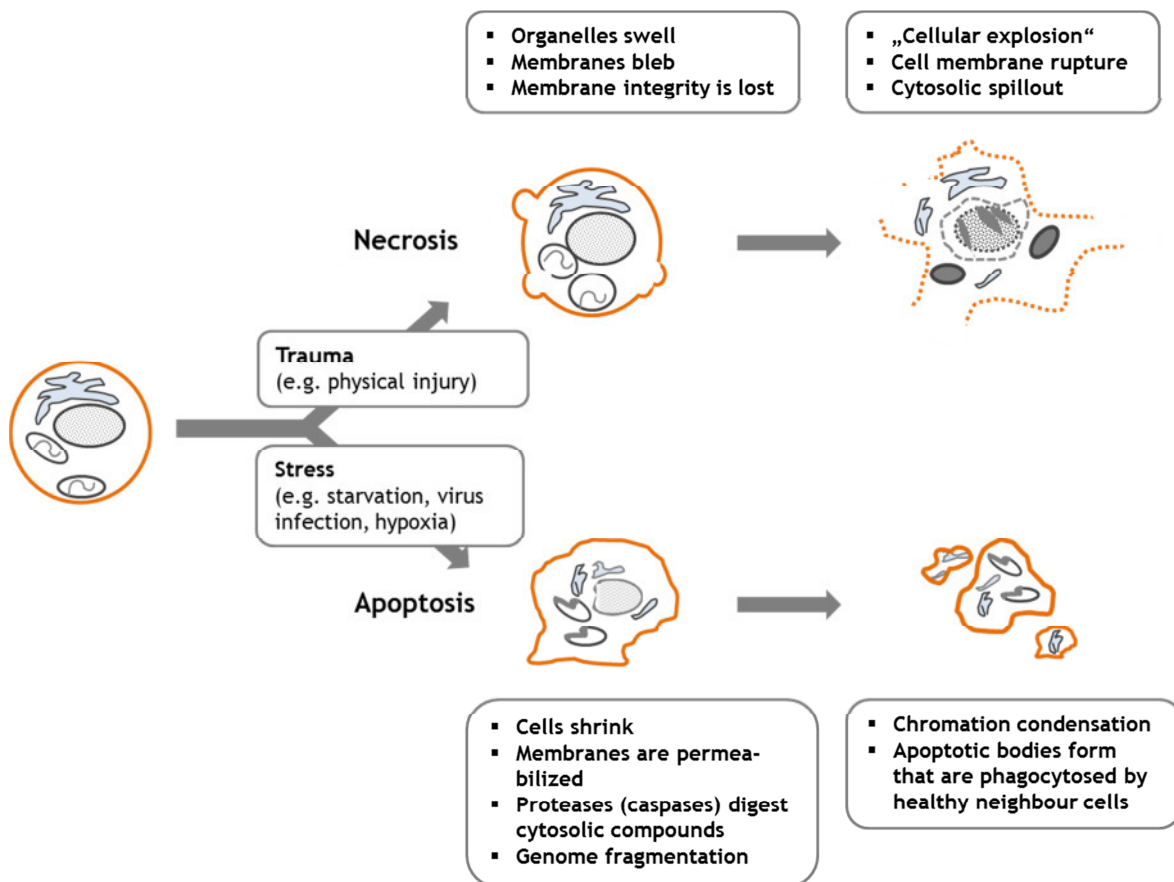 ▪ Organelles swell
▪ Membranes bleb
▪ Membrane integrity is lost
▪ „Cellular explosion“
▪ Cell membrane rupture
▪ Cytosolic spillout
Necrosis
Trauma
(e.g. physical injury)
Stress
(e.g. starvation, virus
infection, hypoxia)
Apoptosis
▪ Cells shrink
▪ Membranes are permea-
bilized
▪ Proteases (caspases) digest
cytosolic compounds
▪ Genome fragmentation
▪ Chromation condensation
▪ Apoptotic bodies form
that are phagocytosed by
healthy neighbour cells